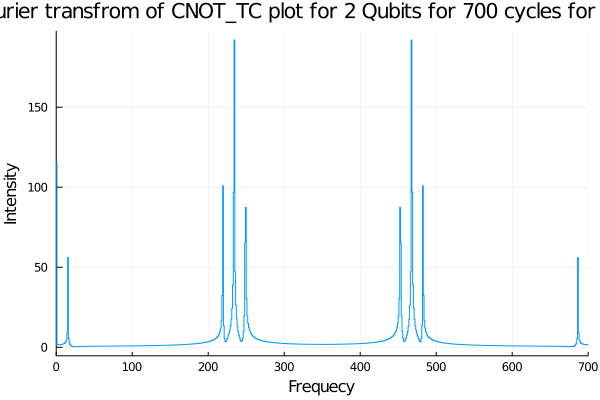 urier transfrom of CNOT_TC plot for 2 Qubits for 700 cycles for
150
100
50
0
Intensity
0 100 200 300 400 500 600 700
Frequecy